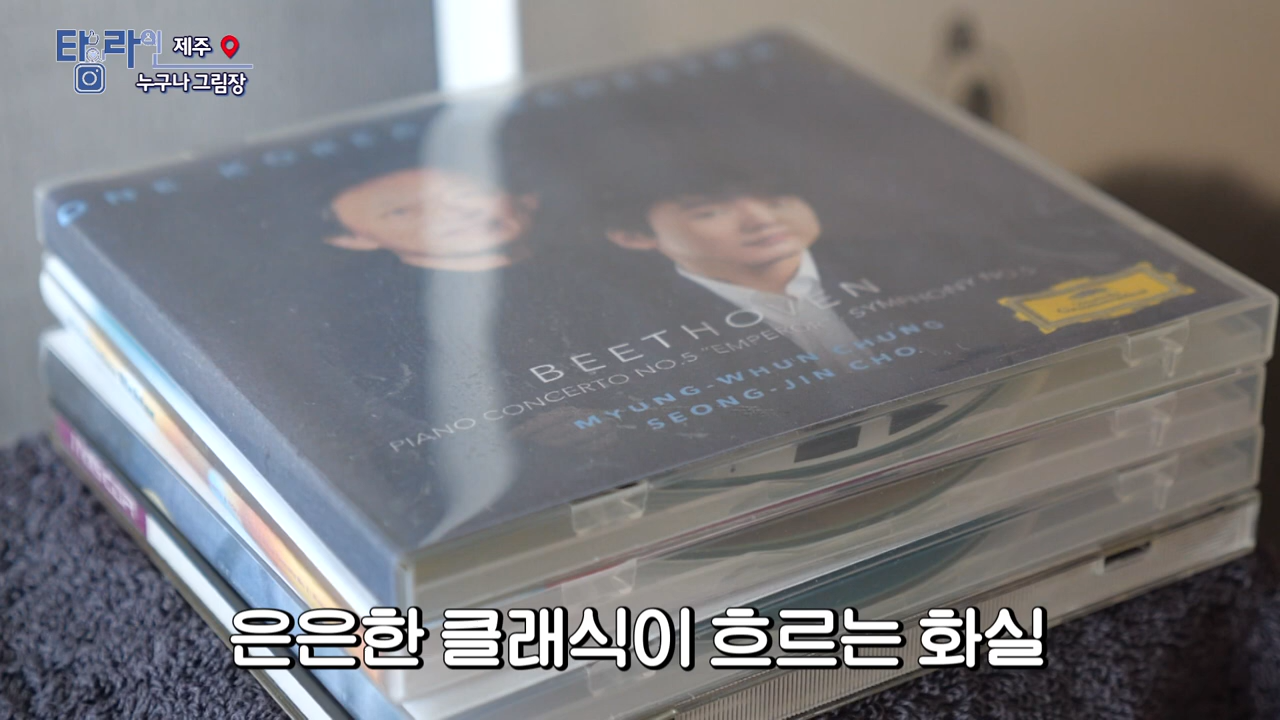 탐라인 제주
누구나 그림장
BEETHOVEN
PIANO CONCERTO NO.5 "EMPEROR" SYMPHONY NO.5
MYUNG-WHUN CHUNG
SEONG-JIN CHO
은은한 클래식이 흐르는 화실